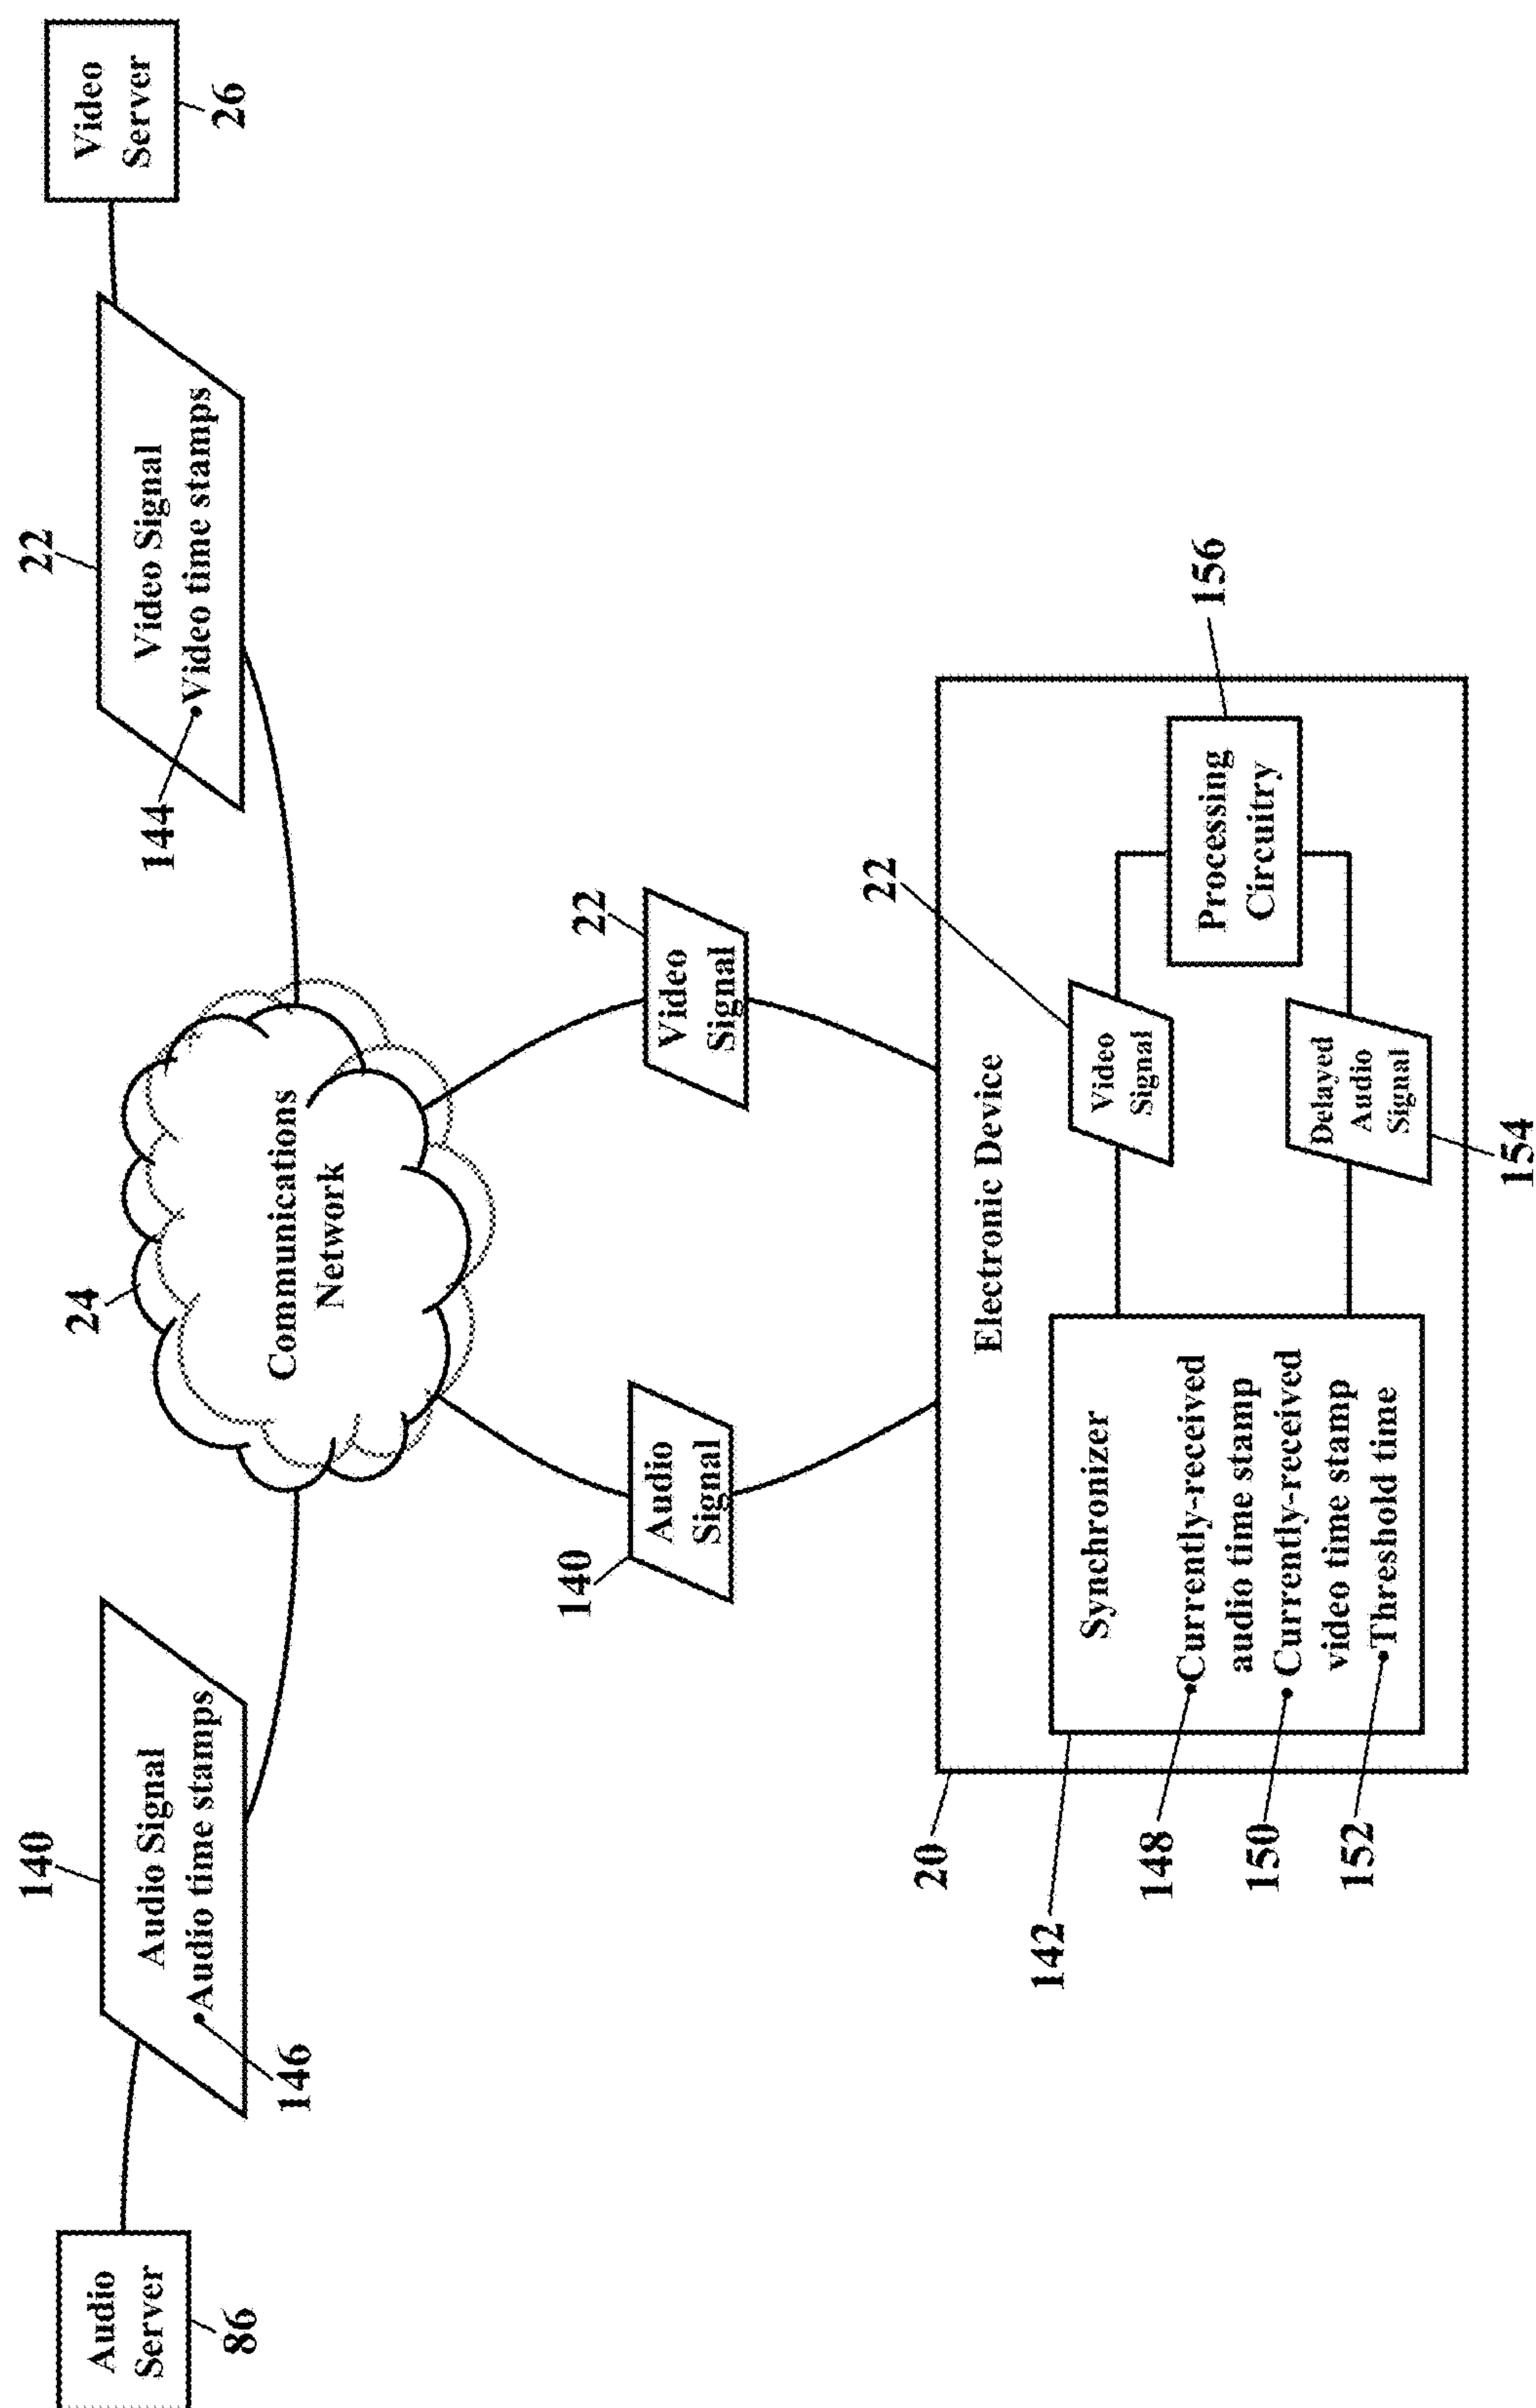 140
22
Audio
Server
86
Audio Signal
•Audio time stamps
146
24
Communications
Network
144
Video Signal
•Video time stamps
Video
Server
26
140
Audio
Signal
22
Video
Signal
20
Electronic Device
142
Synchronizer
148
•Currently-received
audio time stamp
150
•Currently-received
video time stamp
152
•Threshold time
22
Video
Signal
Delayed
Audio
Signal
154
Processing
Circuitry
156